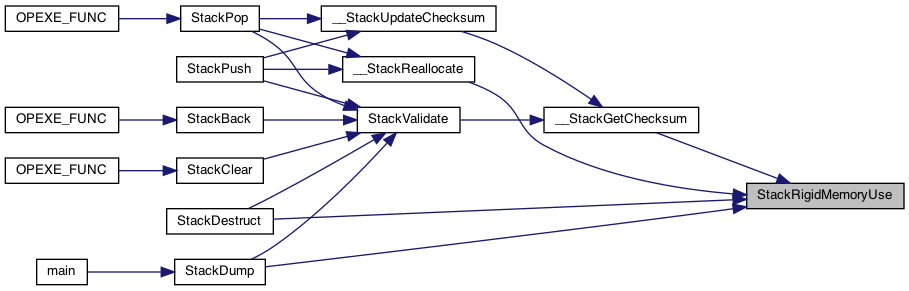 OPEXE_FUNC
StackPop
__StackUpdateChecksum
StackPush
__StackReallocate
OPEXE_FUNC
StackBack
StackValidate
__StackGetChecksum
OPEXE_FUNC
StackClear
StackRigidMemoryUse
StackDestruct
main
StackDump